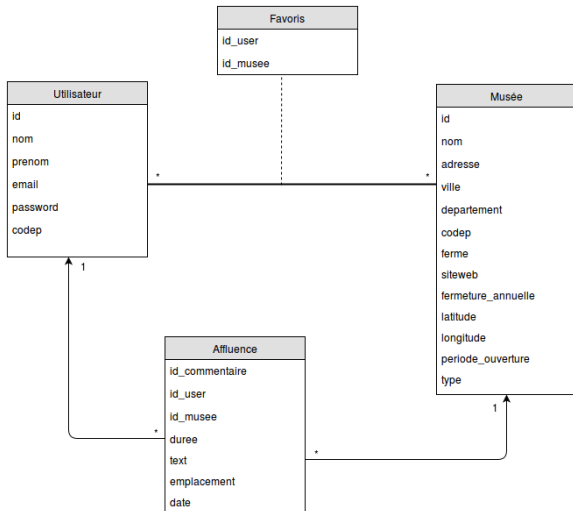 Favoris
id_user
id_musee
Utilisateur
id
nom
prenom
email
password
codep
*
*
1
Musée
id
nom
adresse
ville
departement
codep
ferme
siteweb
fermeture_annuelle
latitude
longitude
periode_ouverture
type
1
Affluence
id_commentaire
id_user
id_musee
duree
text
emplacement
date
*
*